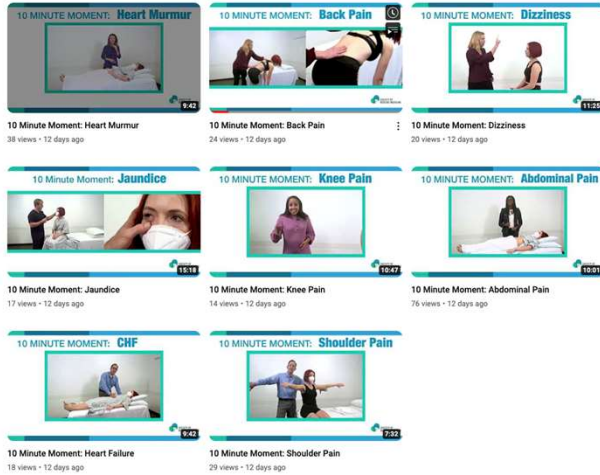 10 MINUTE MOMENT: Heart Murmur
9:42
10 Minute Moment: Heart Murmur
38 views • 12 days ago
10 MINUTE MOMENT: Back Pain
10 Minute Moment: Back Pain
24 views • 12 days ago
10 MINUTE MOMENT: Dizziness
11:25
10 Minute Moment: Dizziness
20 views • 12 days ago
10 Minute Moment: Jaundice
15:18
10 Minute Moment: Jaundice
17 views • 12 days ago
10 MINUTE MOMENT: Knee Pain
10:47
10 Minute Moment: Knee Pain
14 views • 12 days ago
10 MINUTE MOMENT: Abdominal Pain
10:01
10 Minute Moment: Abdominal Pain
76 views • 12 days ago
10 MINUTE MOMENT: CHF
9:42
10 Minute Moment: Heart Failure
18 views • 12 days ago
10 MINUTE MOMENT: Shoulder Pain
7:32
10 Minute Moment: Shoulder Pain
29 views • 12 days ago